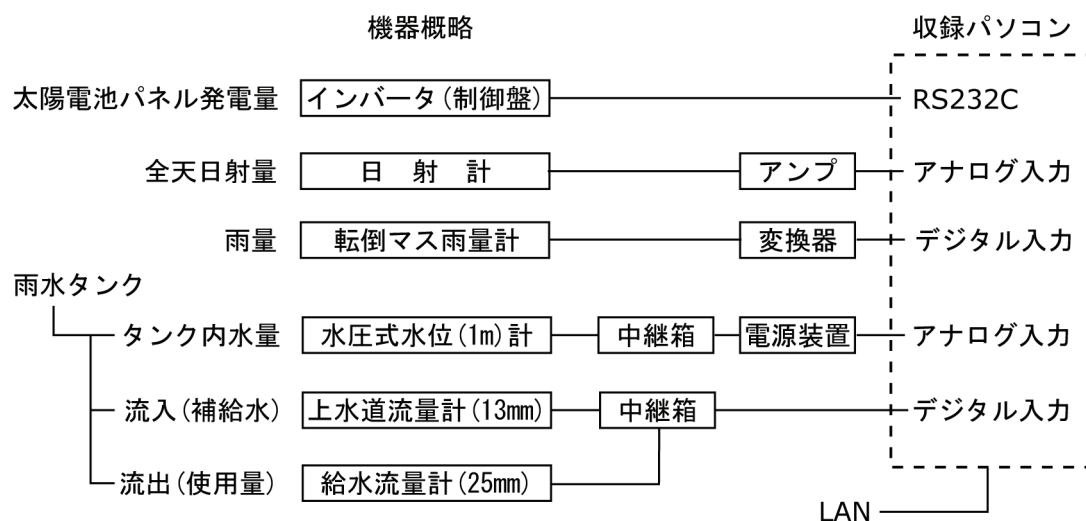 機器概略 収録パソコン
太陽電池パネル発電量 インバータ(制御盤) RS232C
全天日射量 日 射 計 アンプ アナログ入力
雨量 転倒マス雨量計 変換器 デジタル入力
雨水タンク
タンク内水量 水圧式水位(1m)計 中継箱 電源装置 アナログ入力
流入(補給水) 上水道流量計(13mm) 中継箱 デジタル入力
流出(使用量) 給水流量計(25mm)
LAN